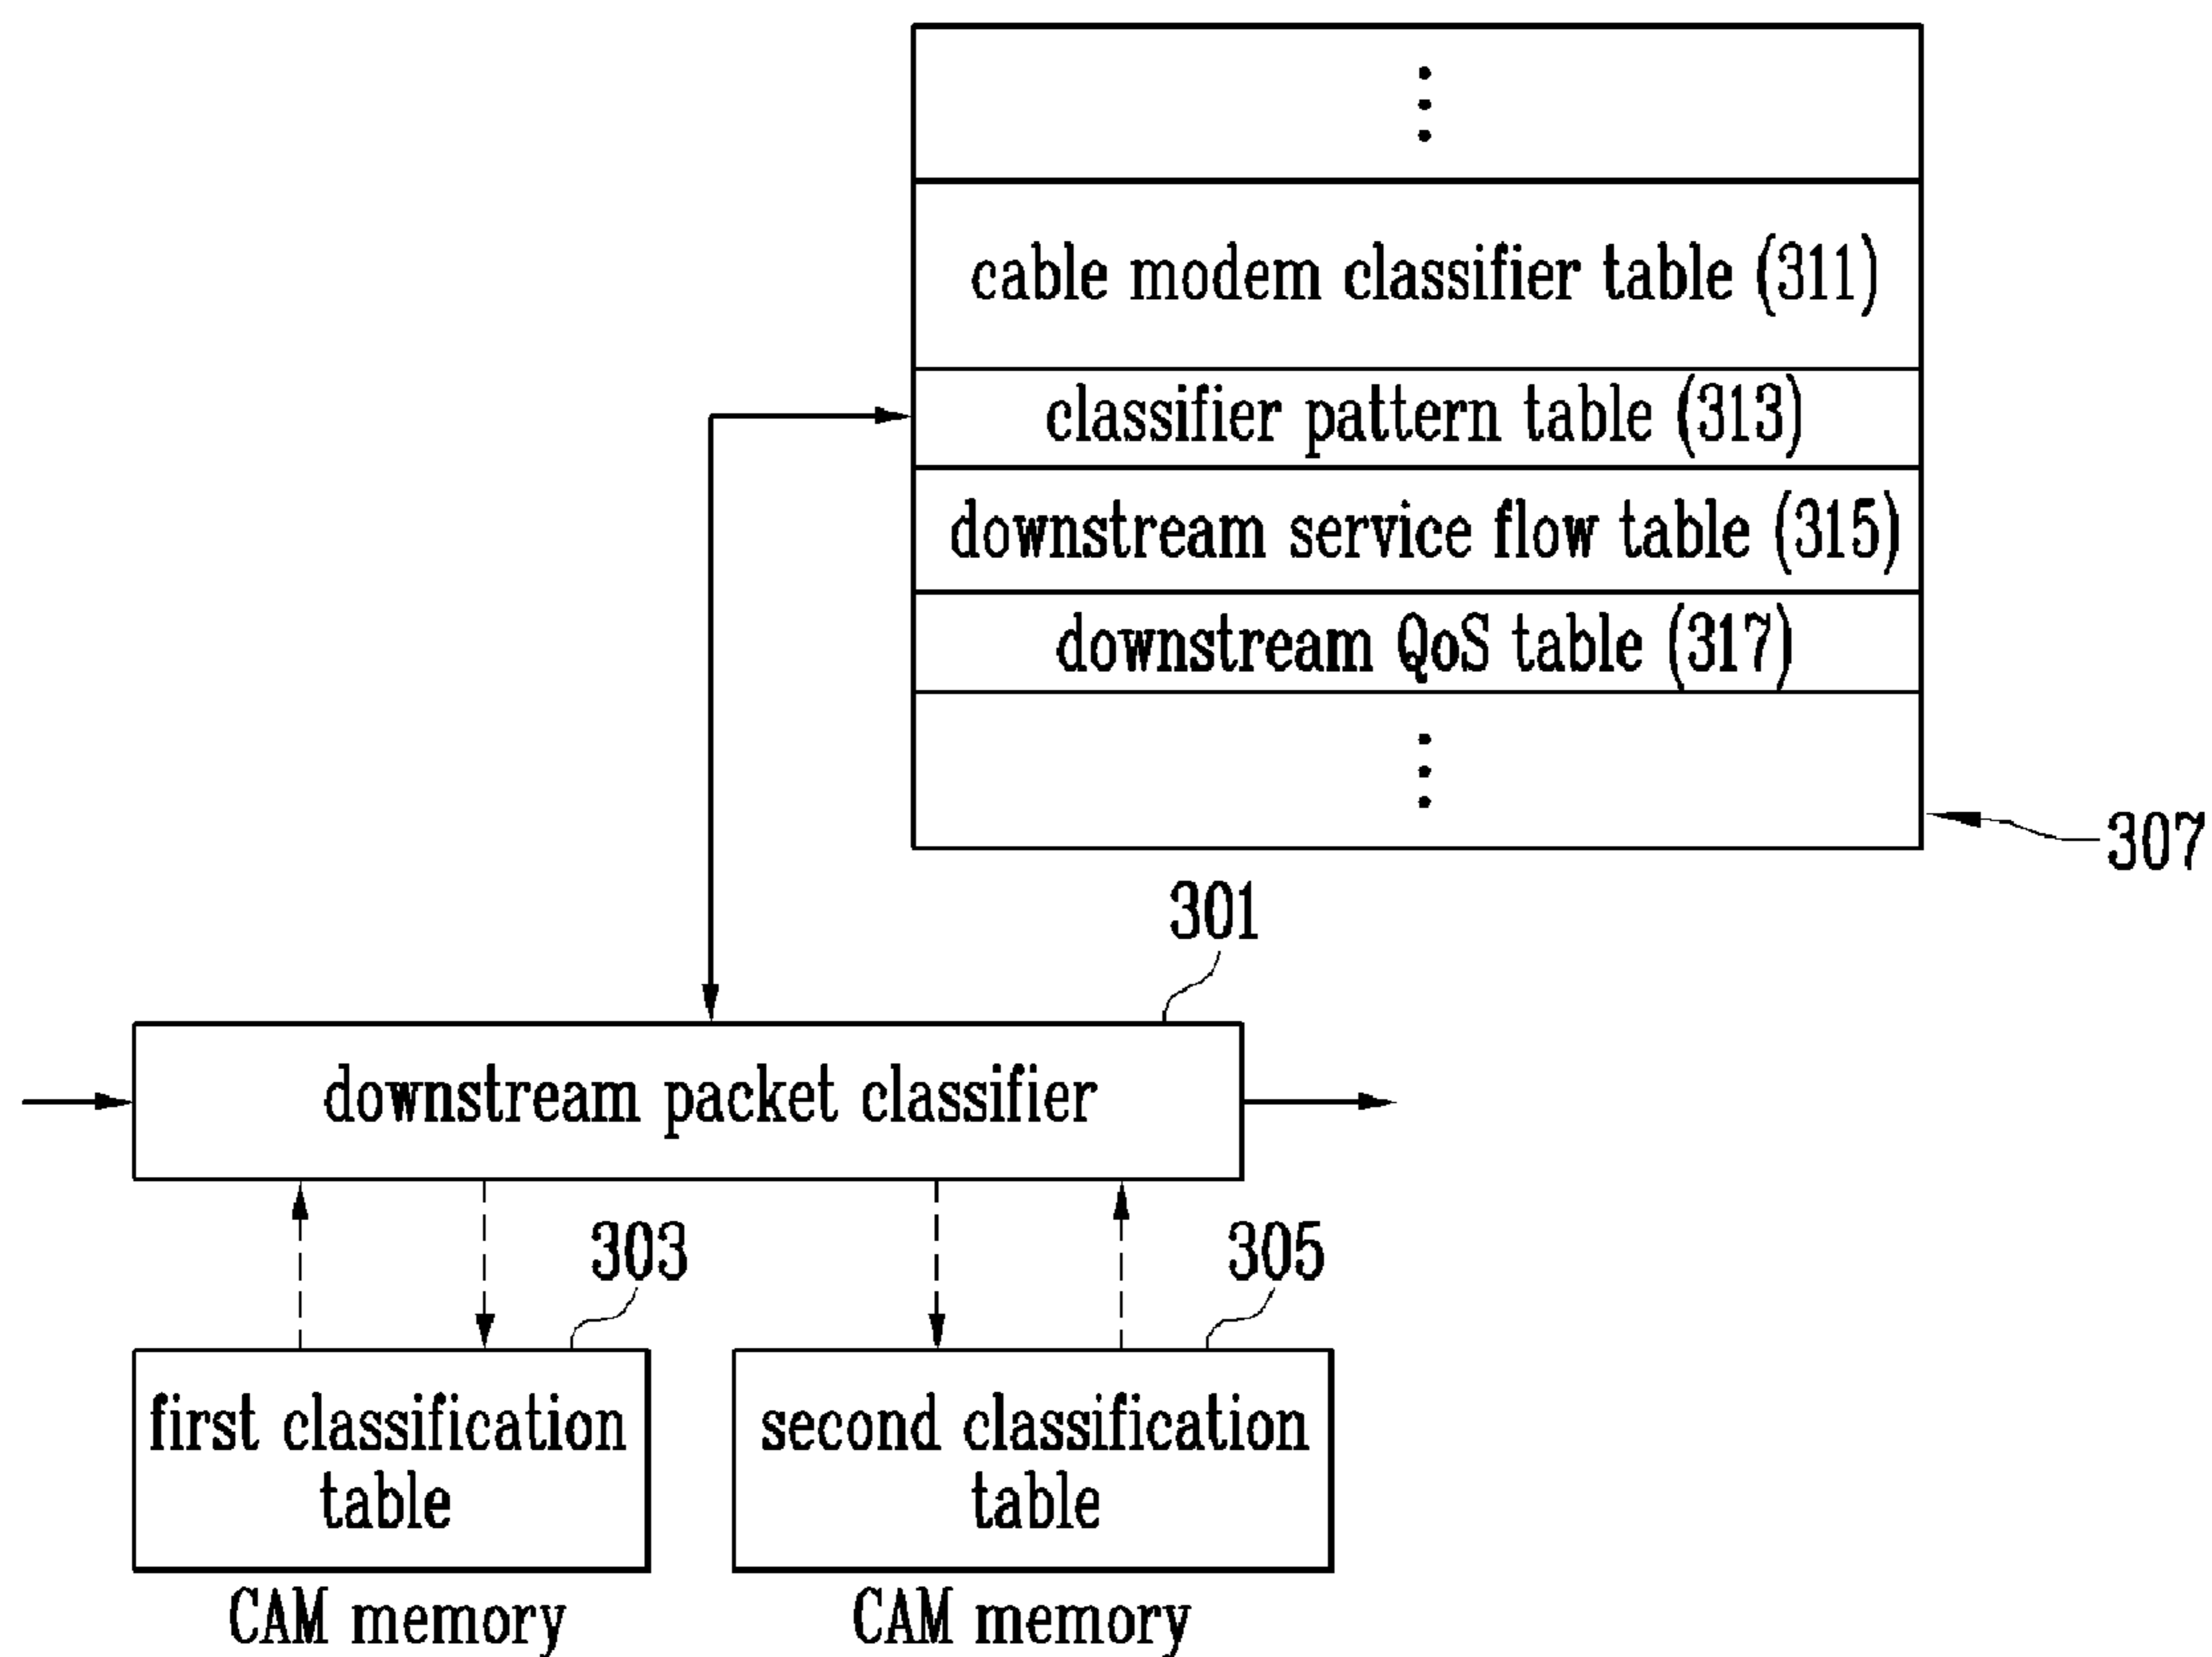 cable modem classifier table (311)
classifier pattern table (313)
downstream service flow table (315)
downstream QoS table (317)
307
301
downstream packet classifier
303
305
first classification
table
second classification
table
CAM memory
CAM memory